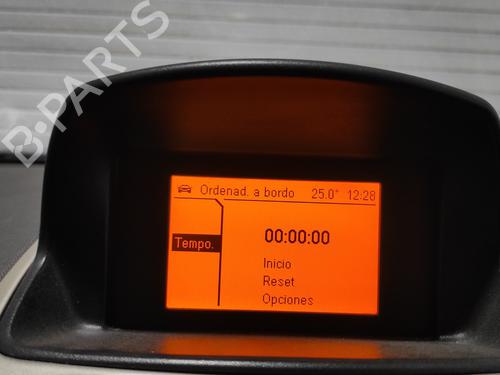 B-PARTS
Ordenad. a bordo 25.0° 12:28
Tempo.
00:00:00
Inicio
Reset
Opciones